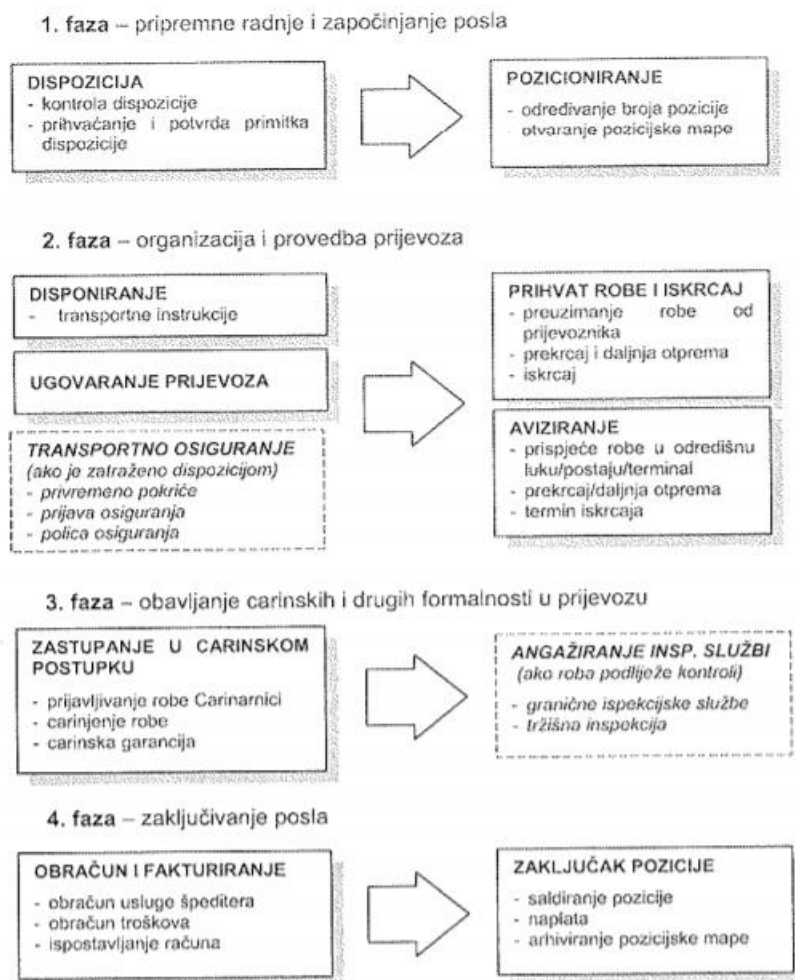 1. faza – pripremne radnje i započinjanje posla
DISPOZICIJA
- kontrola dispozicije
- prihvaćanje i potvrda primitka
dispozicije
POZICIONIRANJE
- određivanje broja pozicije
otvaranje pozicijske mape
2. faza – organizacija i provedba prijevoza
DISPONIRANJE
- transportne instrukcije
UGOVARANJE PRIJEVOZA
TRANSPORTNO OSIGURANJE
(ako je zatraženo dispozicijom)
- privremeno pokriće
- prijava osiguranja
- polica osiguranja
PRIHVAT ROBE I ISKRCAJ
- preuzimanje robe od
prijevoznika
- prekrcaj i daljnja otprema
- iskrcaj
AVIZIRANJE
- prispjeće robe u odredišnu
luku/postaju/terminal
- prekrcaj/daljnja otprema
- termin iskrcaja
3. faza – obavljanje carinskih i drugih formalnosti u prijevozu
ZASTUPANJE U CARINSKOM
POSTUPKU
- prijavljivanje robe Carinarnici
- carinjenje robe
- carinska garancija
ANGAŽIRANJE INSP. SLUŽBI
(ako roba podliježe kontroli)
- granične ispekcijske službe
- tržišna inspekcija
4. faza – zaključivanje posla
OBRAČUN I FAKTURIRANJE
- obračun usluge špeditera
- obračun troškova
- ispostavljanje računa
ZAKLJUČAK POZICIJE
- saldiranje pozicije
- naplata
- arhiviranje pozicijske mape